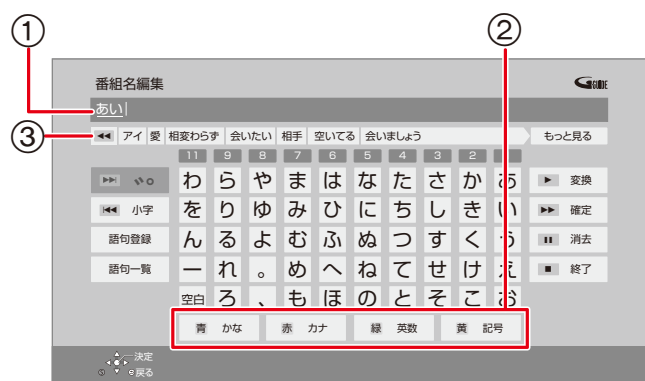 ① ②
番組名編集 G-GUIDE
あい
③ ◀◀ アイ 愛 相変わらず 会いたい 相手 空いてる 会いましょう もっと見る
11 9 8 7 6 5 4 3 2
▶▶| ゛゜ わ ら や ま は な た さ か あ ▶ 変換
|◀◀ 小字 を り ゆ み ひ に ち し き い ▶▶ 確定
語句登録 ん る よ む ふ ぬ つ す く う ⏸ 消去
語句一覧 ー れ 。 め へ ね て せ け え ■ 終了
空白 ろ 、 も ほ の と そ こ お
青 かな 赤 カナ 緑 英数 黄 記号
決定
戻る